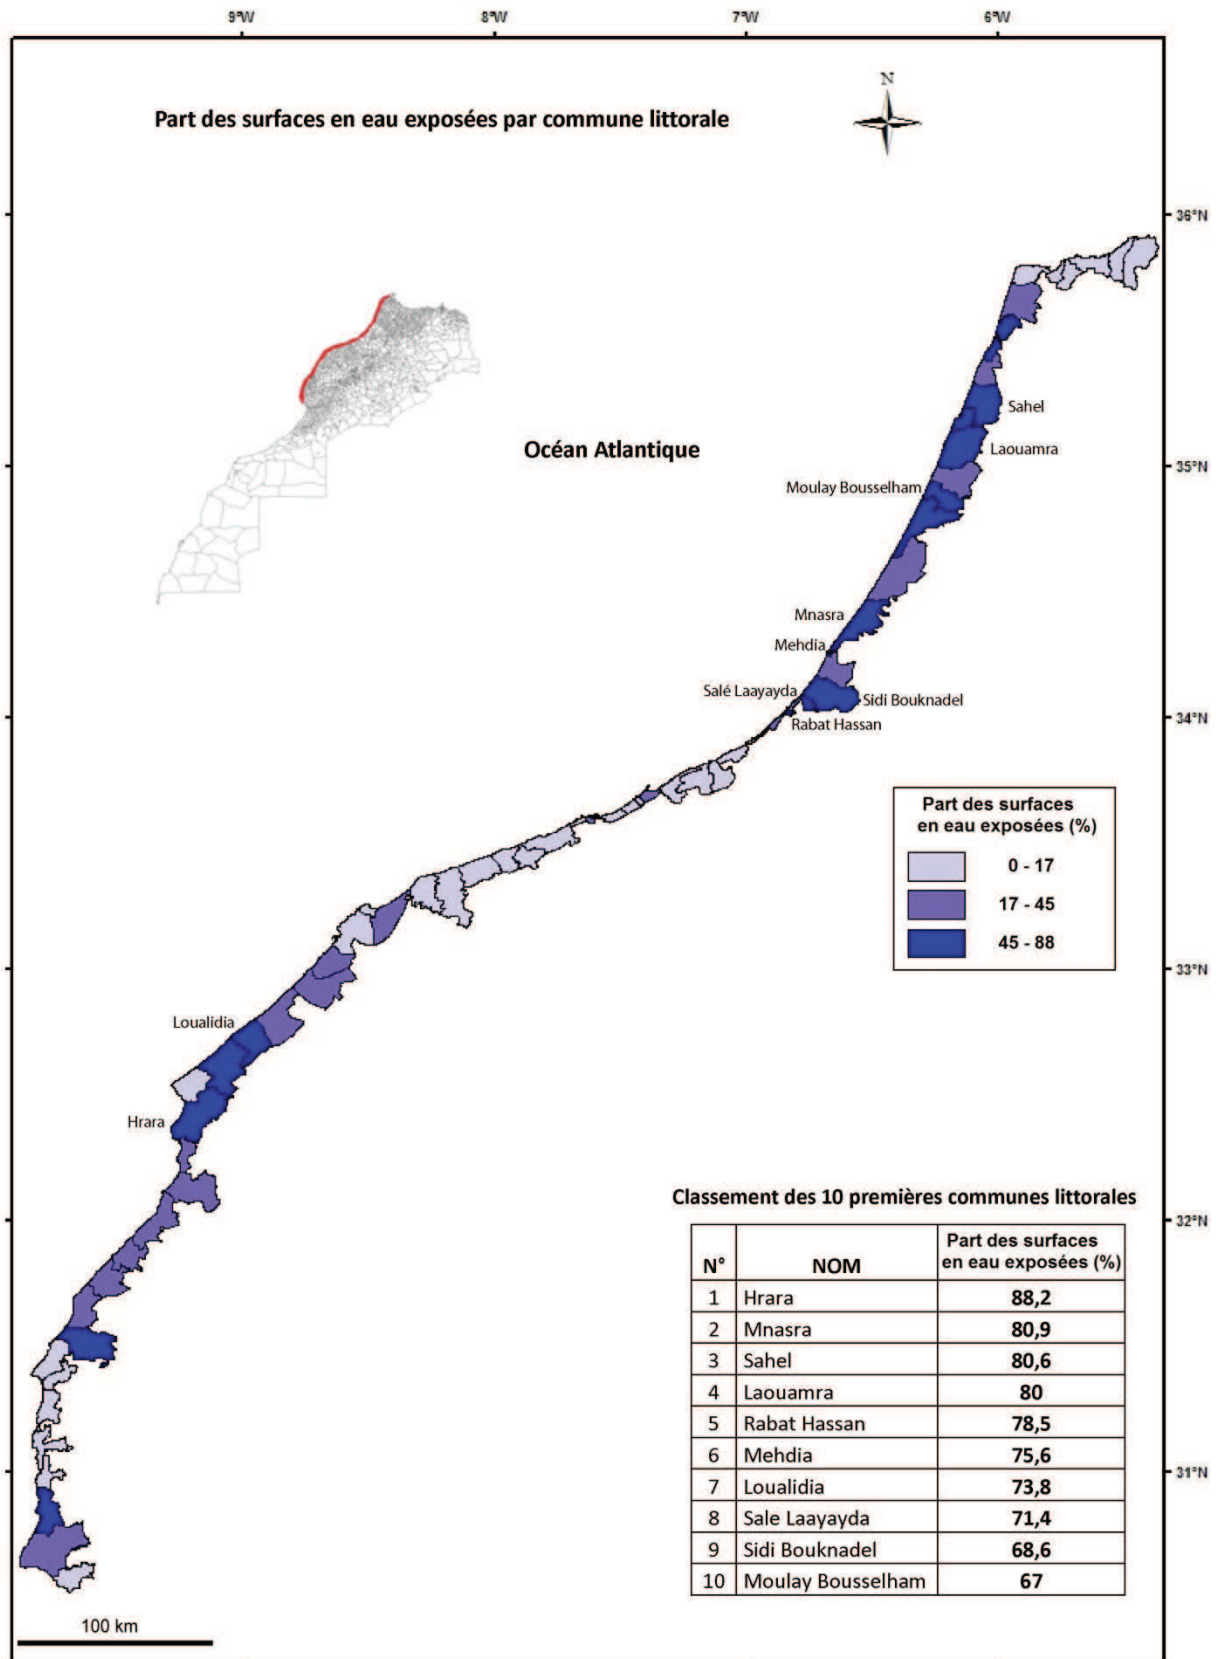 9°W 8°W 7°W 6°W
N
Part des surfaces en eau exposées par commune littorale
36°N
Sahel
Océan Atlantique
Laouamra
35°N
Moulay Bousselham
Mnasra
Mehdia
Salé Laayayda
Sidi Bouknadel
34°N
Rabat Hassan
Part des surfaces
en eau exposées (%)
0 - 17
17 - 45
45 - 88
33°N
Loualidia
Hrara
Classement des 10 premières communes littorales
32°N
N° NOM Part des surfaces
en eau exposées (%)
1 Hrara 88,2
2 Mnasra 80,9
3 Sahel 80,6
4 Laouamra 80
5 Rabat Hassan 78,5
6 Mehdia 75,6
31°N
7 Loualidia 73,8
8 Sale Laayayda 71,4
9 Sidi Bouknadel 68,6
10 Moulay Bousselham 67
100 km